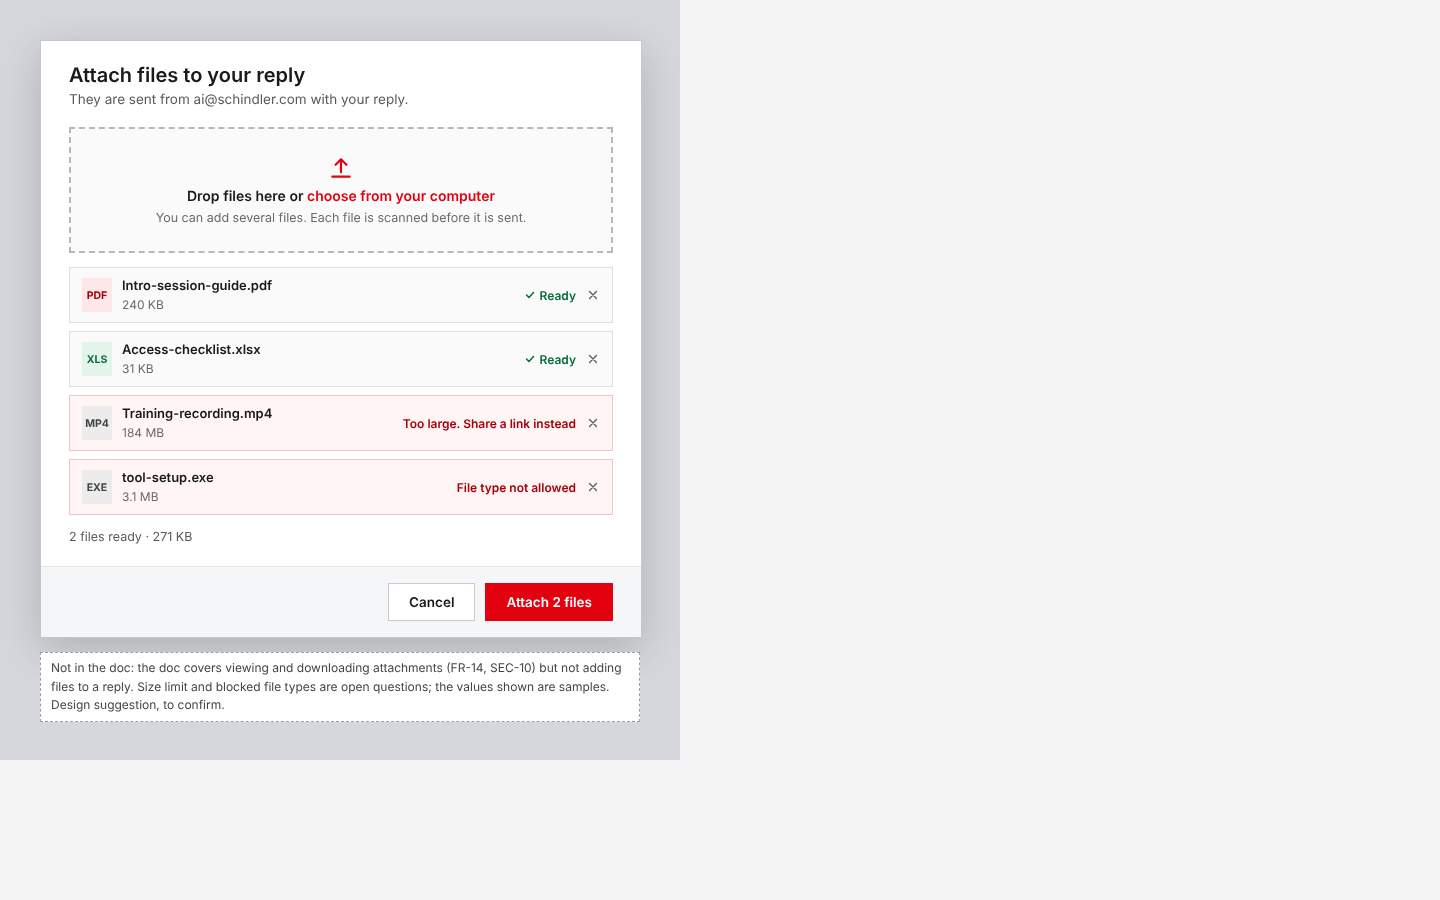 Attach files to your reply
They are sent from ai@schindler.com with your reply.
Drop files here or choose from your computer
You can add several files. Each file is scanned before it is sent.
PDF
Intro-session-guide.pdf
240 KB
Ready
XLS
Access-checklist.xlsx
31 KB
Ready
MP4
Training-recording.mp4
184 MB
Too large. Share a link instead
EXE
tool-setup.exe
3.1 MB
File type not allowed
2 files ready · 271 KB
Cancel
Attach 2 files
Not in the doc: the doc covers viewing and downloading attachments (FR-14, SEC-10) but not adding
files to a reply. Size limit and blocked file types are open questions; the values shown are samples.
Design suggestion, to confirm.